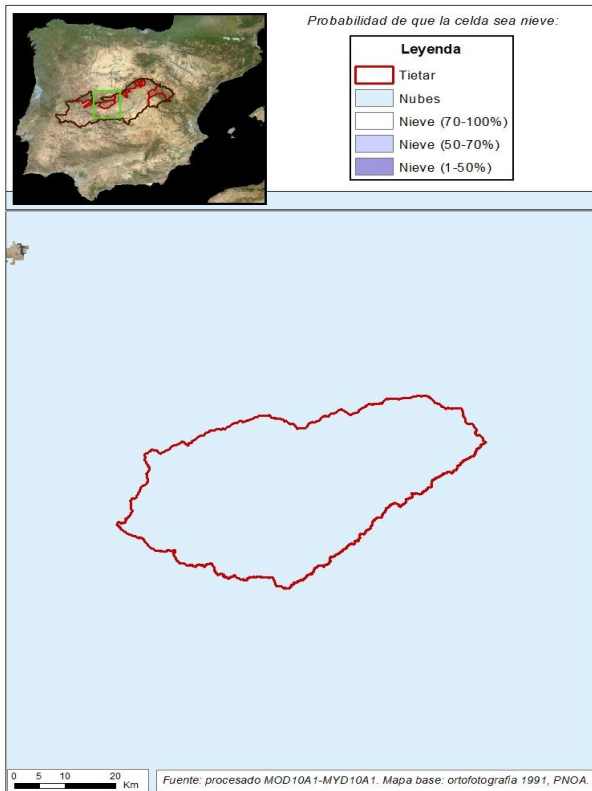 Probabilidad de que la celda sea nieve:
Leyenda
Tietar
Nubes
Nieve (70-100%)
Nieve (50-70%)
Nieve (1-50%)
0 5 10 20
Km
Fuente: procesado MOD10A1-MYD10A1. Mapa base: ortofotografía 1991, PNOA.